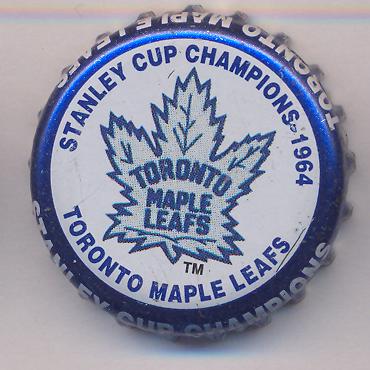 TORONTO MAPLE LEAFS
STANLEY CUP CHAMPIONS-1964
TORONTO
MAPLE
LEAFS
TM
TORONTO MAPLE LEAFS
STANLEY CUP CHAMPIONS